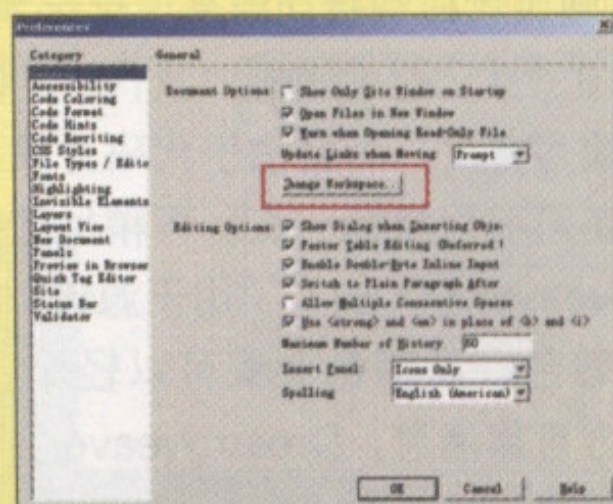 Preferences
Category
General
General
Accessibility
Code Coloring
Code Format
Code Hints
Code Rewriting
CSS Styles
File Types / Edito
Fonts
Highlighting
Invisible Elements
Layers
Layout View
New Document
Panels
Preview in Browser
Quick Tag Editor
Site
Status Bar
Validator
Document Options:
Show Only Site Window on Startup
Open Files in New Window
Warn when Opening Read-Only File
Update Links when Moving
Prompt
Change Workspace...
Editing Options:
Show Dialog when Inserting Obje
Faster Table Editing (Deferred
Enable Double-Byte Inline Input
Switch to Plain Paragraph After
Allow Multiple Consecutive Spaces
Use <strong> and <em> in place of <b> and <i>
Maximum Number of History
50
Insert Panel:
Icons Only
Spelling
English (American)
OK
Cancel
Help